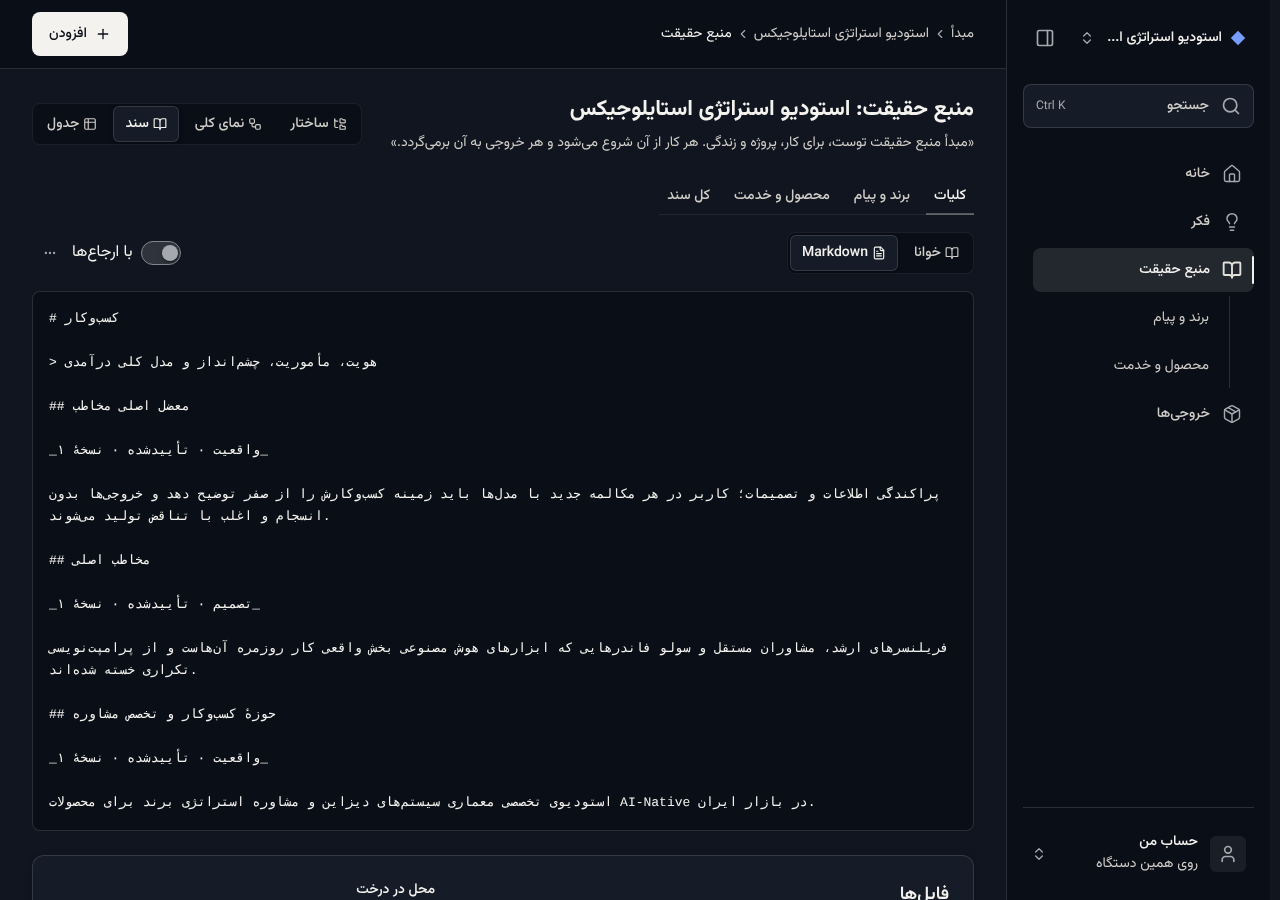 استودیو استراتژی ا...
جستجو
Ctrl K
خانه
فکر
منبع حقیقت
برند و پیام
محصول و خدمت
خروجی‌ها
حساب من
روی همین دستگاه
مبدأ › استودیو استراتژی استایلوجیکس › منبع حقیقت
افزودن
منبع حقیقت: استودیو استراتژی استایلوجیکس
«مبدأ منبع حقیقت توست، برای کار، پروژه و زندگی. هر کار از آن شروع می‌شود و هر خروجی به آن برمی‌گردد.»
ساختار
نمای کلی
سند
جدول
کلیات
برند و پیام
محصول و خدمت
کل سند
خوانا
Markdown
با ارجاع‌ها
...
# کسب‌وکار
> هویت، مأموریت، چشم‌انداز و مدل کلی درآمدی
## معضل اصلی مخاطب
_واقعیت · تأییدشده · نسخهٔ ۱_
پراکندگی اطلاعات و تصمیمات؛ کاربر در هر مکالمه جدید با مدل‌ها باید زمینه کسب‌وکارش را از صفر توضیح دهد و خروجی‌ها بدون
انسجام و اغلب با تناقض تولید می‌شوند.
## مخاطب اصلی
_تصمیم · تأییدشده · نسخهٔ ۱_
فریلنسرهای ارشد، مشاوران مستقل و سولو فاندرهایی که ابزارهای هوش مصنوعی بخش واقعی کار روزمره آن‌هاست و از پرامپت‌نویسی
تکراری خسته شده‌اند.
## حوزهٔ کسب‌وکار و تخصص مشاوره
_واقعیت · تأییدشده · نسخهٔ ۱_
استودیوی تخصصی معماری سیستم‌های دیزاین و مشاوره استراتژی برند برای محصولات AI-Native در بازار ایران.
فایل‌ها
محل در درخت